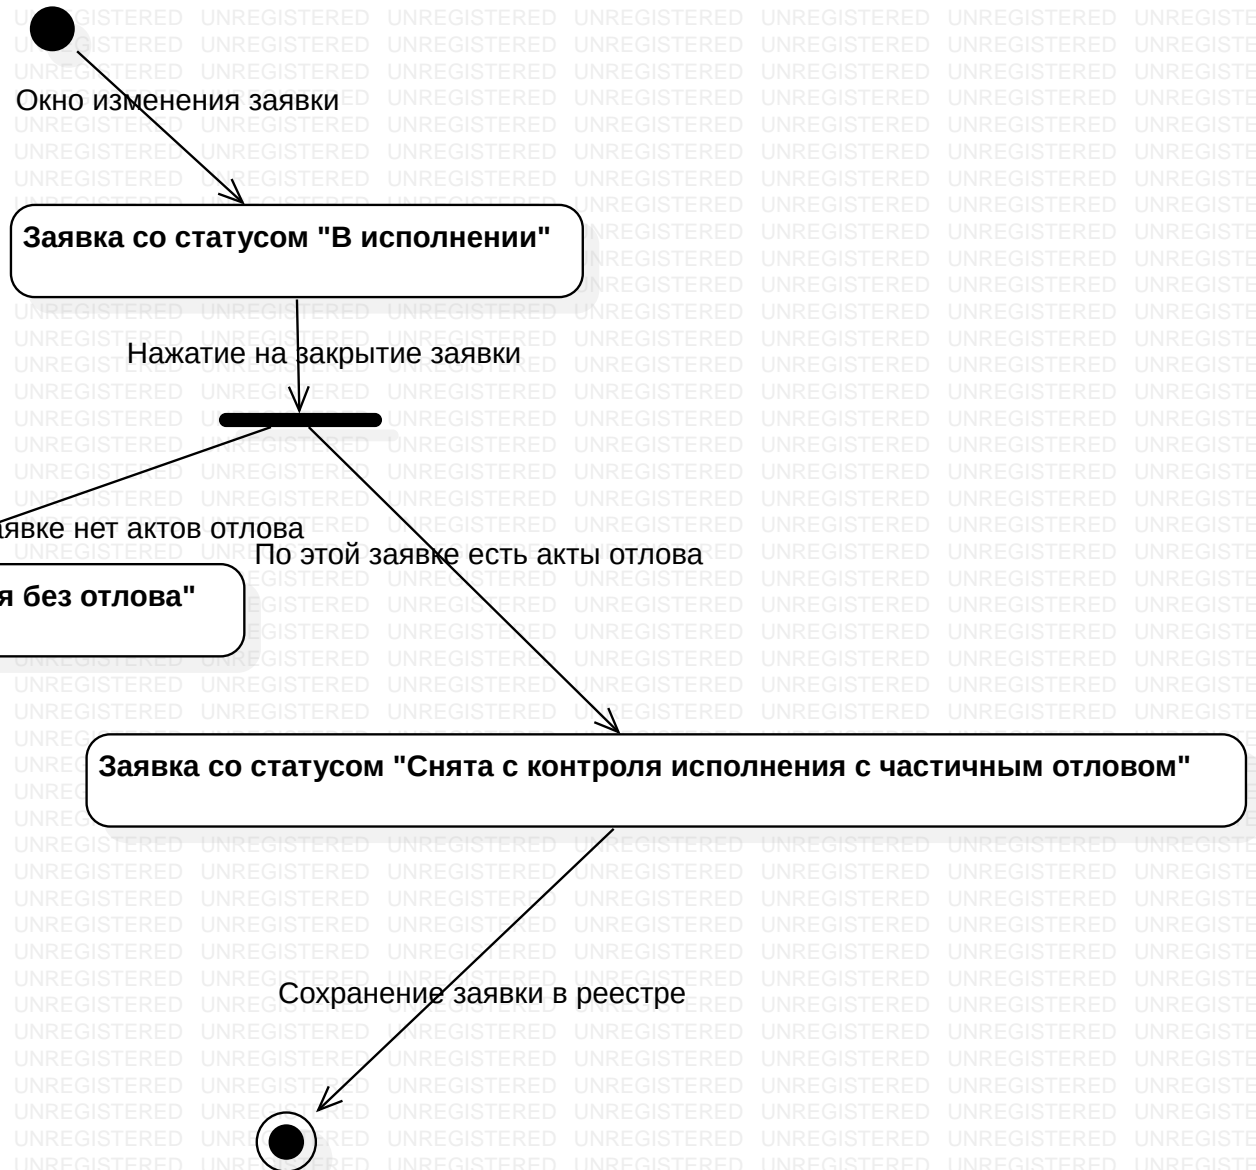 Окно изменения заявки
Заявка со статусом "В исполнении"
Нажатие на закрытие заявки
нет актов отлова
По этой заявке есть акты отлова
без отлова"
Заявка со статусом "Снята с контроля исполнения с частичным отловом"
Сохранение заявки в реестре